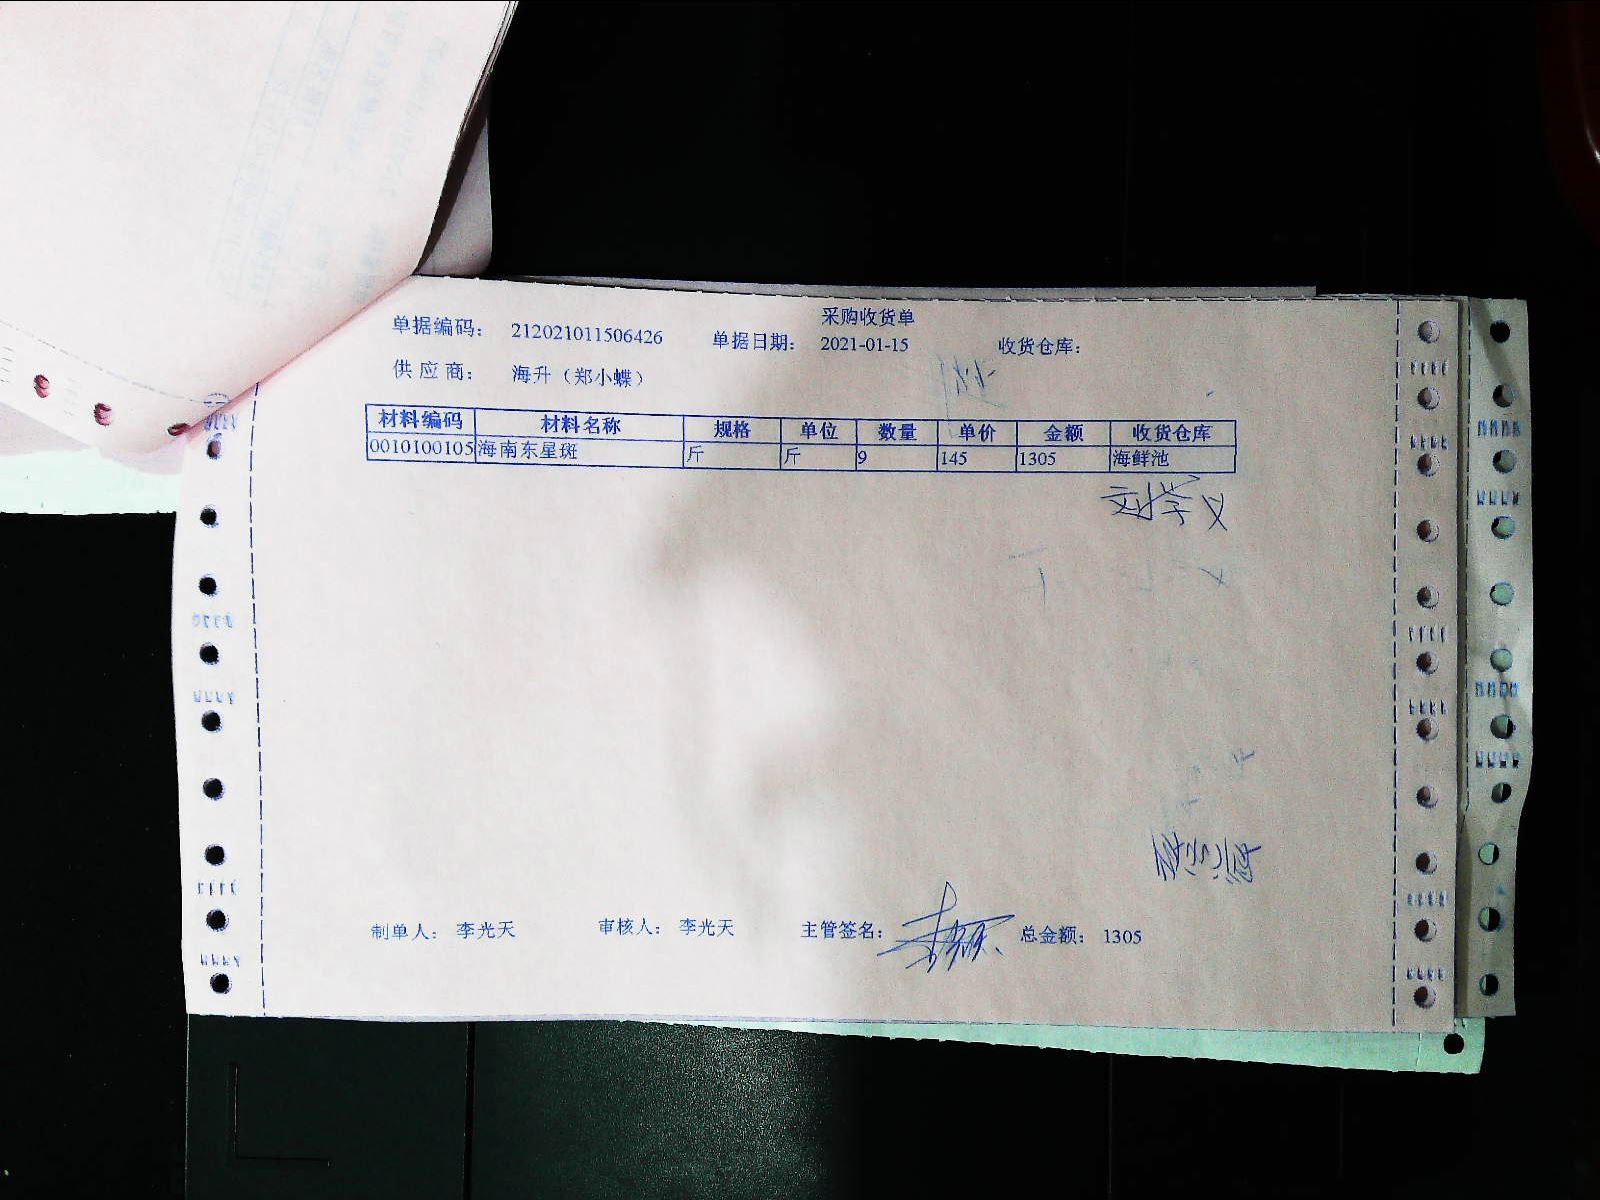 采购收货单
单据编码： 212021011506426 单据日期： 2021-01-15 收货仓库：
供应商： 海升（郑小蝶）
材料编码 材料名称 规格 单位 数量 单价 金额 收货仓库
0010100105 海南东星斑 斤 斤 9 145 1305 海鲜池
制单人： 李光天 审核人： 李光天 主管签名： 总金额： 1305